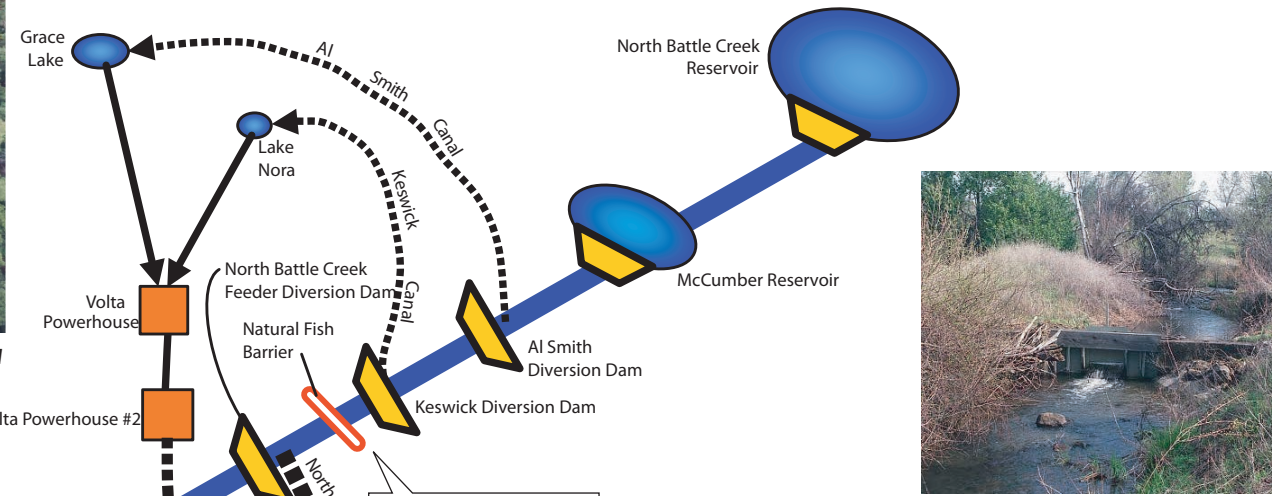 Grace
Lake
Al
Smith
Canal
North Battle Creek
Reservoir
Lake
Nora
Keswick
Canal
McCumber Reservoir
North Battle Creek
Feeder Diversion Dam
Volta
Powerhouse
Natural Fish
Barrier
Al Smith
Diversion Dam
Keswick Diversion Dam
lta Powerhouse #2
North